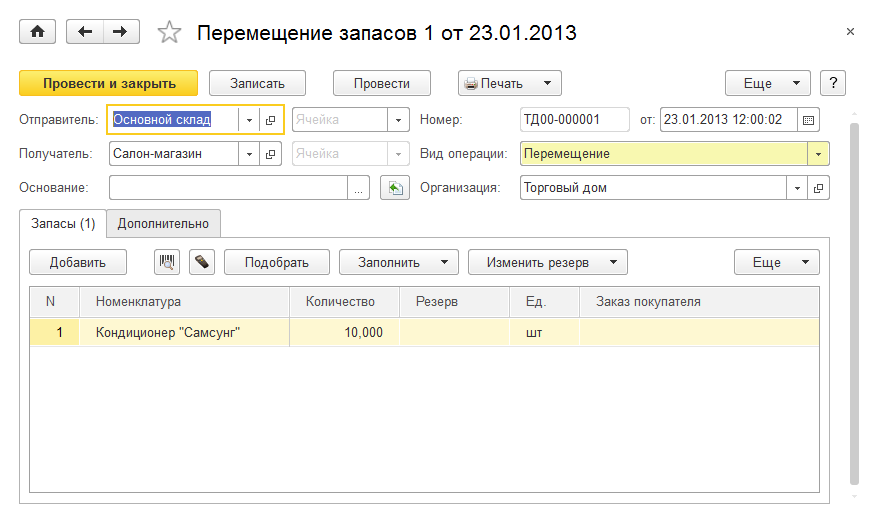 Перемещение запасов 1 от 23.01.2013
Провести и закрыть Записать Провести Печать Еще ?
Отправитель: Основной склад Ячейка Номер: ТД00-000001 от: 23.01.2013 12:00:02
Получатель: Салон-магазин Ячейка Вид операции: Перемещение
Основание: ... Организация: Торговый дом
Запасы (1) Дополнительно
Добавить Подобрать Заполнить Изменить резерв Еще
N Номенклатура Количество Резерв Ед. Заказ покупателя
1 Кондиционер "Самсунг" 10,000 шт